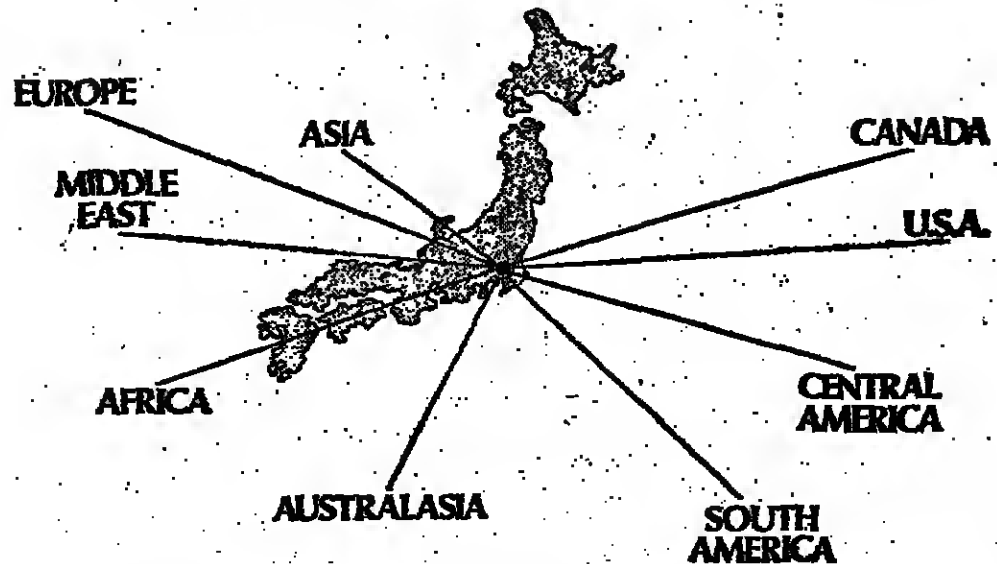 EUROPE
ASIA
CANADA
MIDDLE
EAST
U.S.A.
AFRICA
CENTRAL
AMERICA
AUSTRALASIA
SOUTH
AMERICA